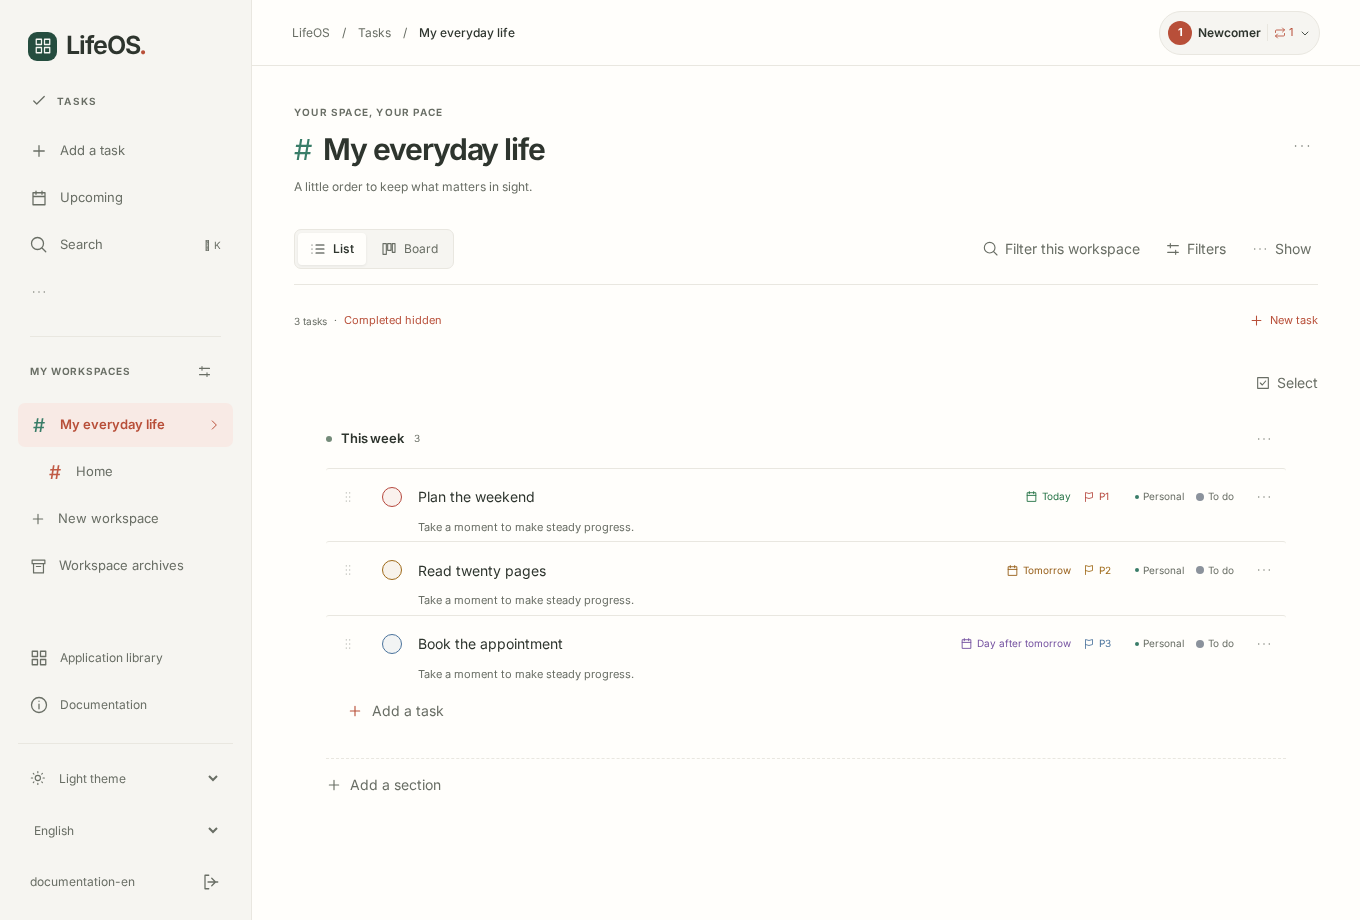 LifeOS.
TASKS
Add a task
Upcoming
Search K
MY WORKSPACES
# My everyday life
# Home
New workspace
Workspace archives
Application library
Documentation
Light theme
English
documentation-en
LifeOS / Tasks / My everyday life
1 Newcomer 1
YOUR SPACE, YOUR PACE
# My everyday life
A little order to keep what matters in sight.
List Board
Filter this workspace Filters ... Show
3 tasks · Completed hidden
New task
Select
This week 3
Plan the weekend Today P1 Personal To do
Take a moment to make steady progress.
Read twenty pages Tomorrow P2 Personal To do
Take a moment to make steady progress.
Book the appointment Day after tomorrow P3 Personal To do
Take a moment to make steady progress.
Add a task
Add a section